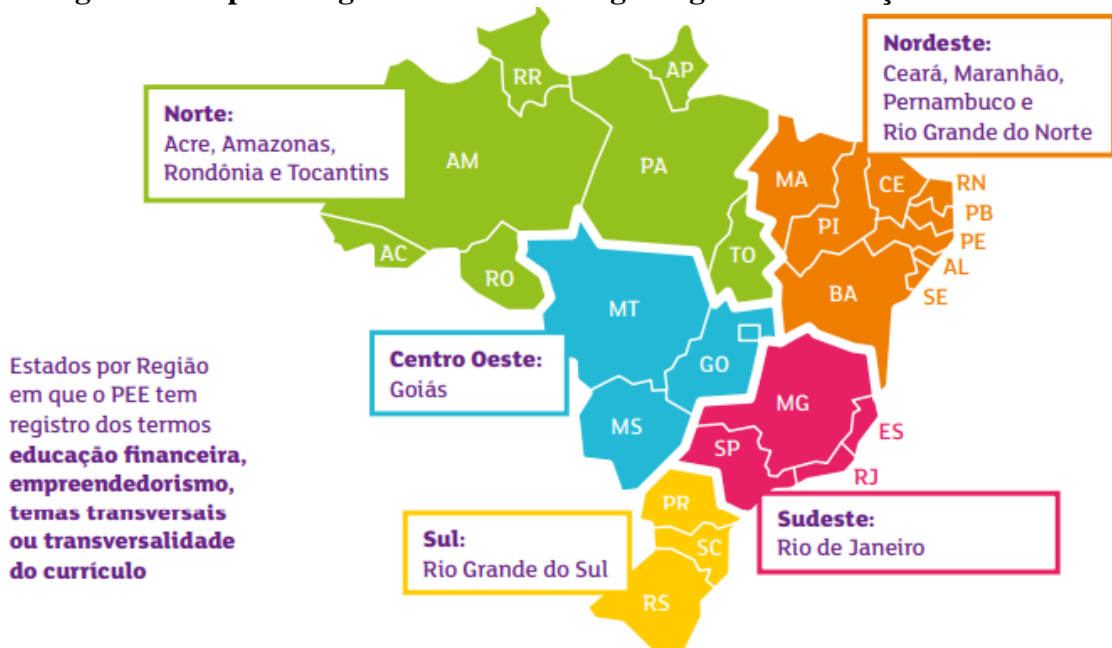 Nordeste:
Ceará, Maranhão,
Pernambuco e
Rio Grande do Norte
Norte:
Acre, Amazonas,
Rondônia e Tocantins
RR
AP
AM
PA
MA
CE
RN
PB
PI
PE
AC
RO
TO
AL
SE
BA
MT
Centro Oeste:
Goiás
GO
Estados por Região
em que o PEE tem
registro dos termos
educação financeira,
empreendedorismo,
temas transversais
ou transversalidade
do currículo
MS
MG
ES
SP
RJ
PR
Sudeste:
Rio de Janeiro
Sul:
Rio Grande do Sul
SC
RS